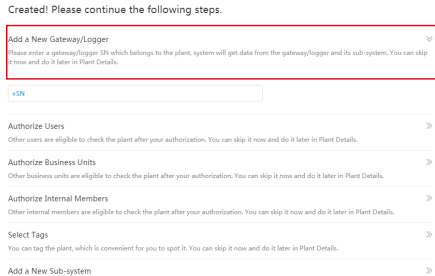 Created! Please continue the following steps.
Add a New Gateway/Logger
Please enter a gateway/logger SN which belongs to the plant, system will get data from the gateway/logger and its sub-system. You can skip
it now and do it later in Plant Details.
+SN
Authorize Users
Other users are eligible to check the plant after your authorization. You can skip it now and do it later in Plant Details.
Authorize Business Units
Other business units are eligible to check the plant after your authorization. You can skip it now and do it later in Plant Details.
Authorize Internal Members
Other internal members are eligible to check the plant after your authorization. You can skip it now and do it later in Plant Details.
Select Tags
You can tag the plant, which is convenient for you to spot it. You can skip it now and do it later in Plant Details.
Add a New Sub-system